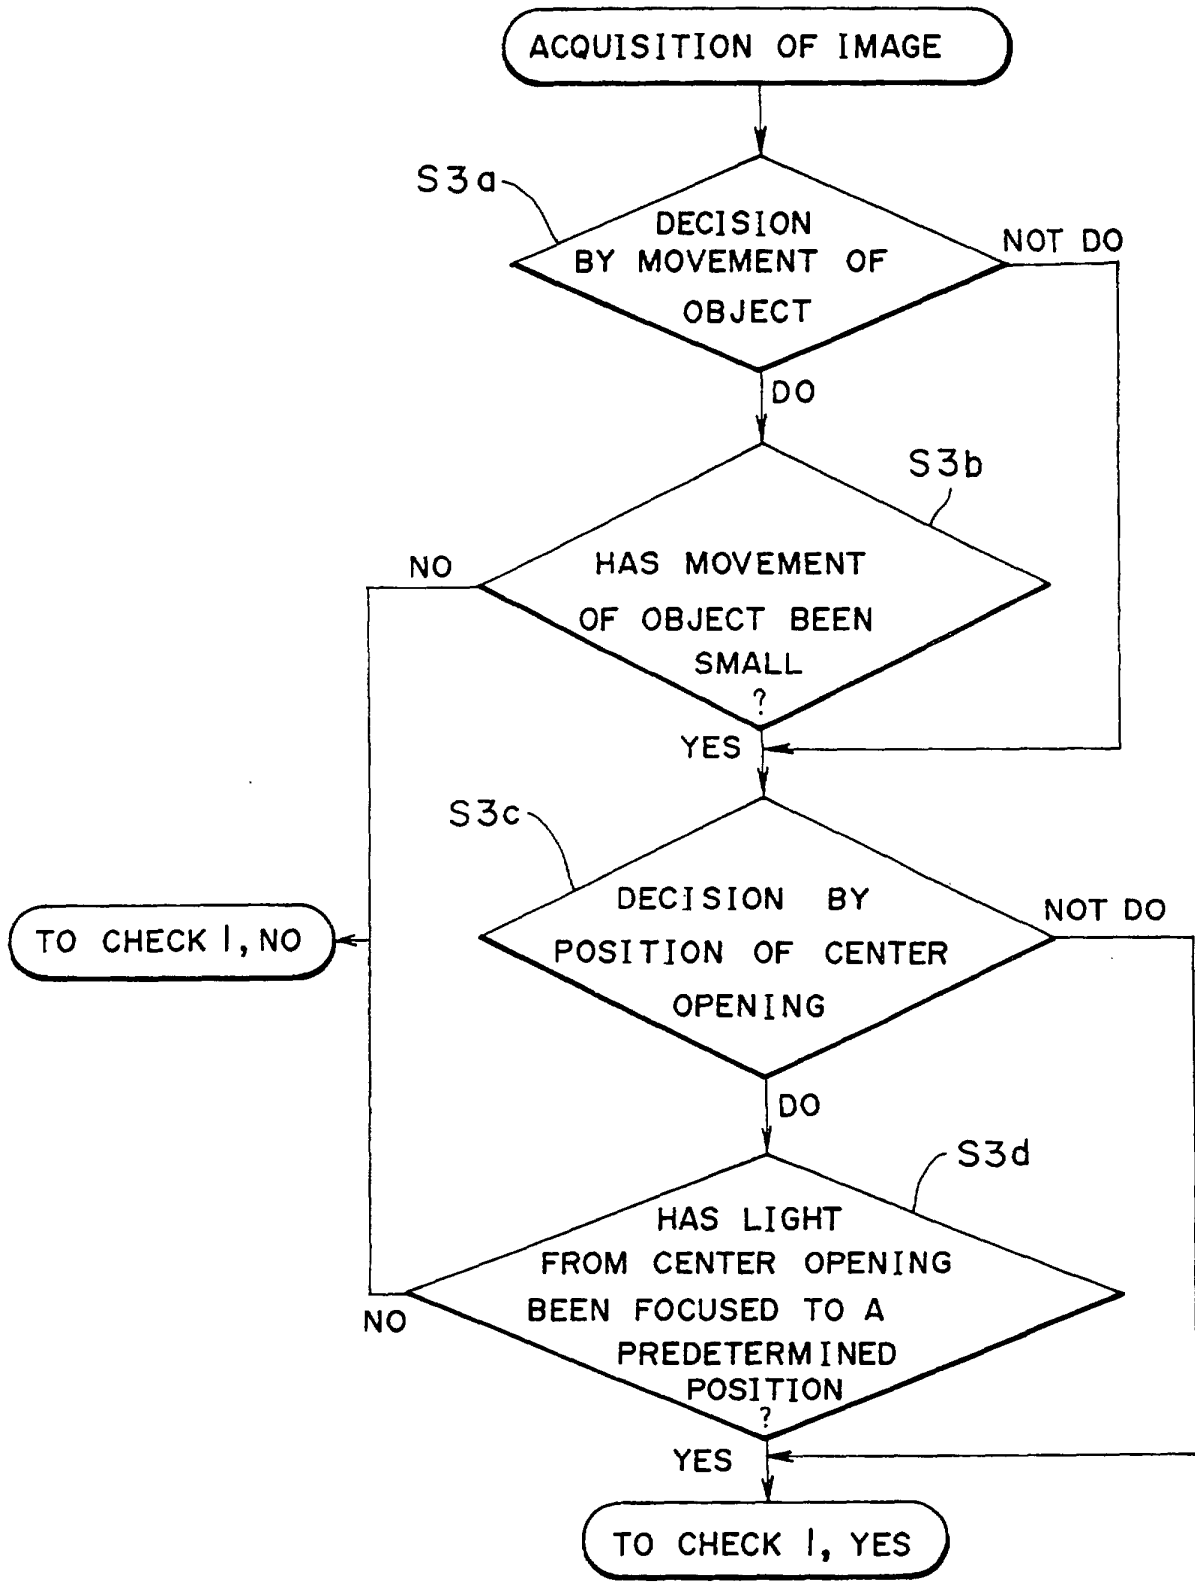 ACQUISITION OF IMAGE
S3a
DECISION
BY MOVEMENT OF
OBJECT
NOT DO
DO
S3b
NO
HAS MOVEMENT
OF OBJECT BEEN
SMALL
?
YES
S3c
DECISION BY
POSITION OF CENTER
OPENING
NOT DO
TO CHECK 1, NO
DO
S3d
HAS LIGHT
FROM CENTER OPENING
BEEN FOCUSED TO A
PREDETERMINED
POSITION
?
NO
YES
TO CHECK 1, YES